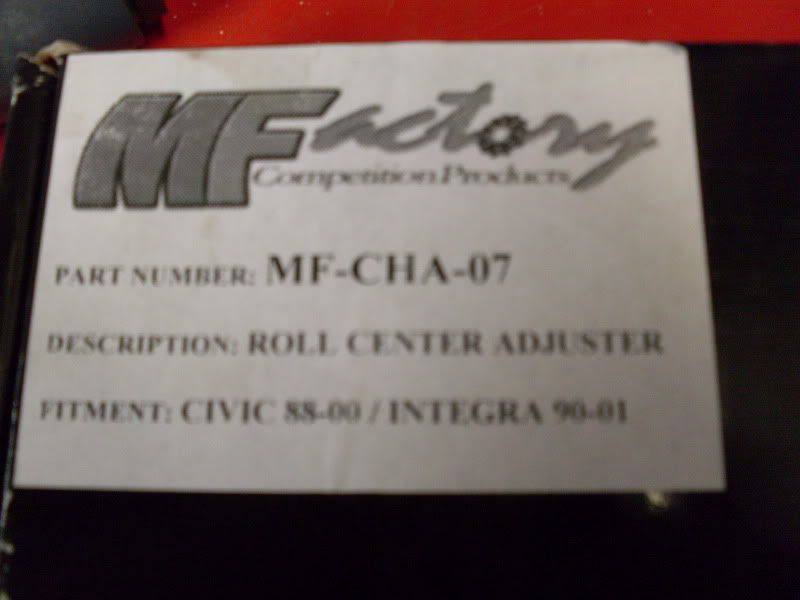 MFactory
Competition Products
PART NUMBER: MF-CHA-07
DESCRIPTION: ROLL CENTER ADJUSTER
FITMENT: CIVIC 88-00 / INTEGRA 90-01